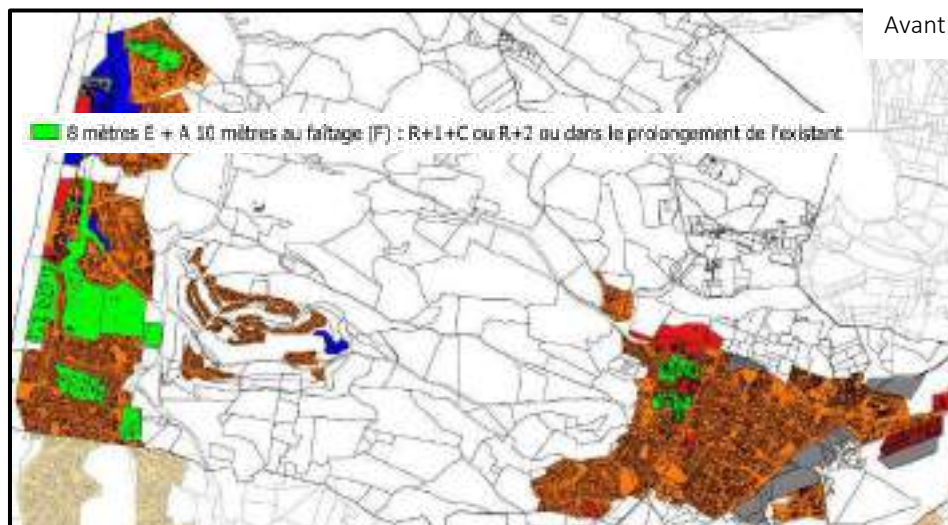 Avant
8 mètres E + A 10 mètres au faîtage (F) : R+1+C ou R+2 ou dans le prolongement de l'existant